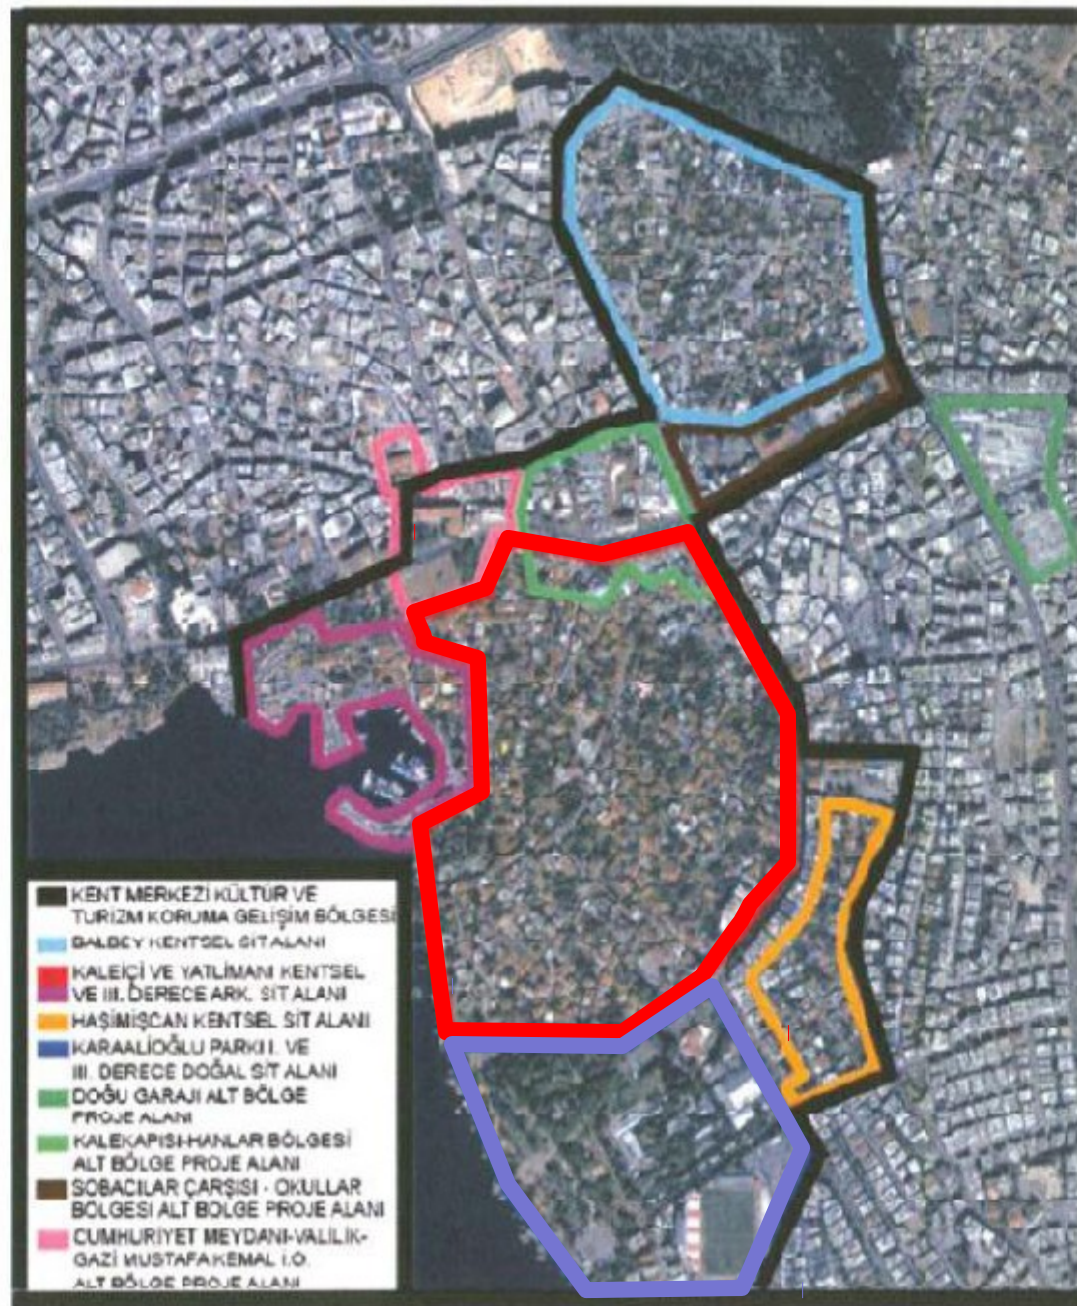 KENT MERKEZİ KÜLTÜR VE
TURİZM KORUMA GELİŞİM BÖLGESİ
BALBEY KENTSEL SİT ALANI
KALEİÇİ VE YATLİMANI KENTSEL
VE III. DERECE ARK. SİT ALANI
HAŞİMİŞCAN KENTSEL SİT ALANI
KARAALİOĞLU PARKI I. VE
III. DERECE DOĞAL SİT ALANI
DOĞU GARAJI ALT BÖLGE
PROJE ALANI
KALEKAPISI-HANLAR BÖLGESİ
ALT BÖLGE PROJE ALANI
SOBACILAR ÇARŞISI - OKULLAR
BÖLGESİ ALT BÖLGE PROJE ALANI
CUMHURİYET MEYDANI-VALİLİK-
GAZİ MUSTAFA KEMAL İ.O.
ALT BÖLGE PROJE ALANI